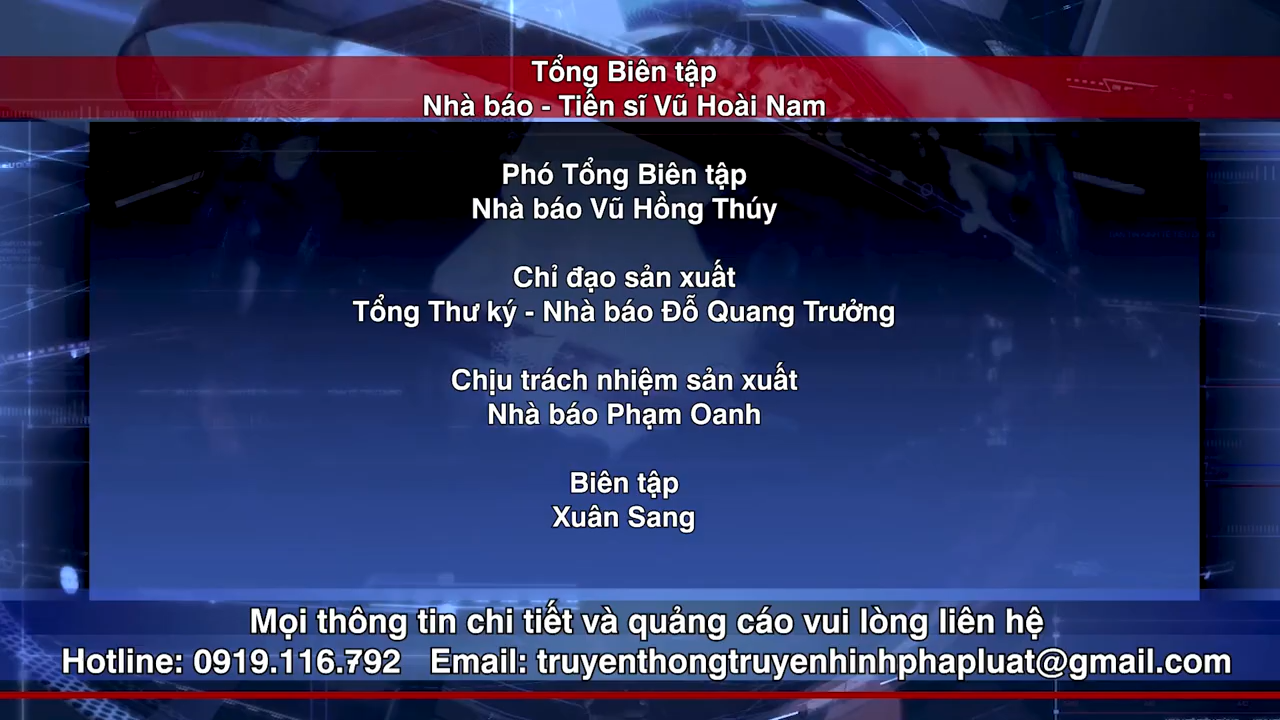 Tổng Biên tập
Nhà báo - Tiến sĩ Vũ Hoài Nam
Phó Tổng Biên tập
Nhà báo Vũ Hồng Thúy
Chỉ đạo sản xuất
Tổng Thư ký - Nhà báo Đỗ Quang Trưởng
Chịu trách nhiệm sản xuất
Nhà báo Phạm Oanh
Biên tập
Xuân Sang
Mọi thông tin chi tiết và quảng cáo vui lòng liên hệ
Hotline: 0919.116.792 Email: truyenthongtruyenhinhphapluat@gmail.com